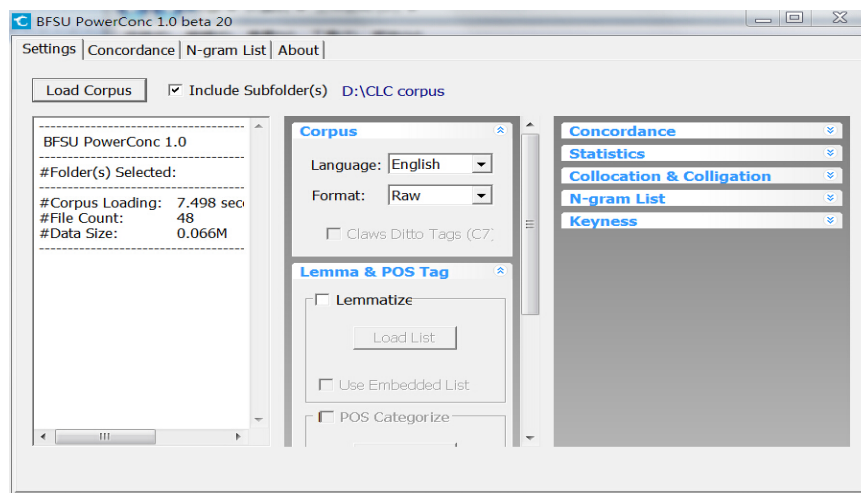 BFSU PowerConc 1.0 beta 20
Settings Concordance N-gram List About
Load Corpus Include Subfolder(s) D:\CLC corpus
BFSU PowerConc 1.0
#Folder(s) Selected:
#Corpus Loading: 7.498 sec
#File Count: 48
#Data Size: 0.066M
Corpus
Language: English
Format: Raw
Claws Ditto Tags (C7)
Lemma & POS Tag
Lemmatize
Load List
Use Embedded List
POS Categorize
Concordance
Statistics
Collocation & Colligation
N-gram List
Keyness